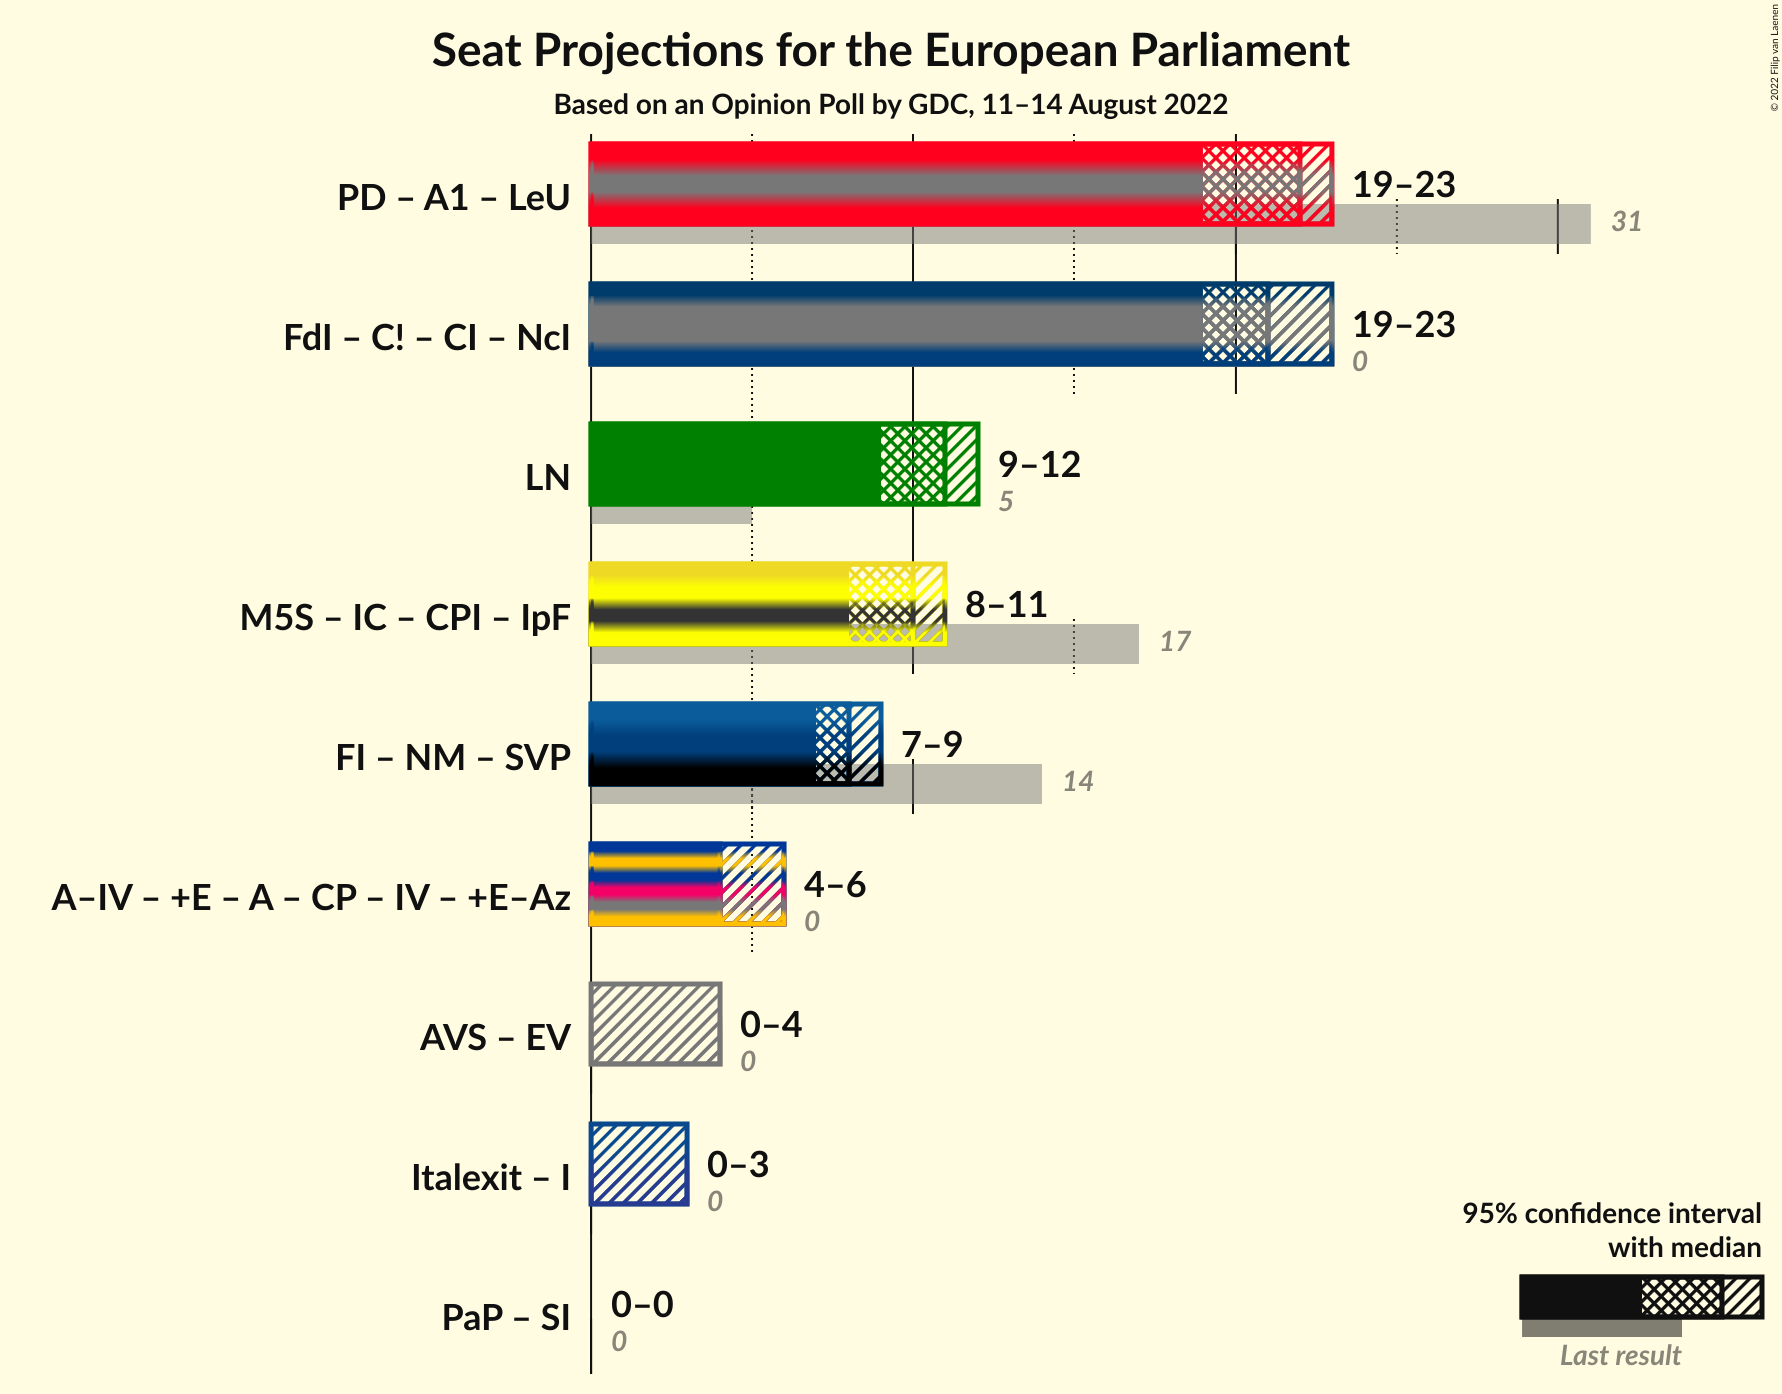 Seat Projections for the European Parliament
Based on an Opinion Poll by GDC, 11–14 August 2022
© 2022 Filip van Laenen
PD – A1 – LeU
19–23
31
FdI – C! – CI – NcI
19–23
0
LN
9–12
5
M5S – IC – CPI – IpF
8–11
17
FI – NM – SVP
7–9
14
A–IV – +E – A – CP – IV – +E–Az
4–6
0
AVS – EV
0–4
0
Italexit – I
0–3
0
PaP – SI
0–0
0
95% confidence interval
with median
Last result